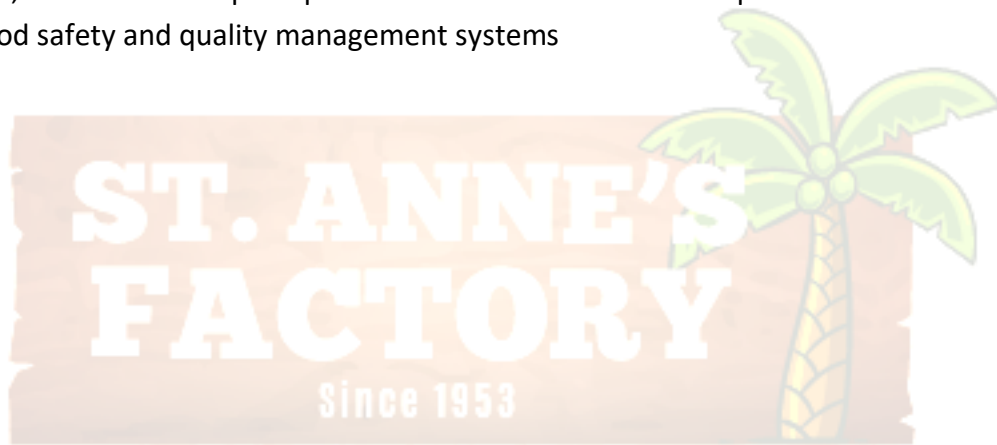 od safety and quality management systems
ST. ANNE'S
FACTORY
Since 1953